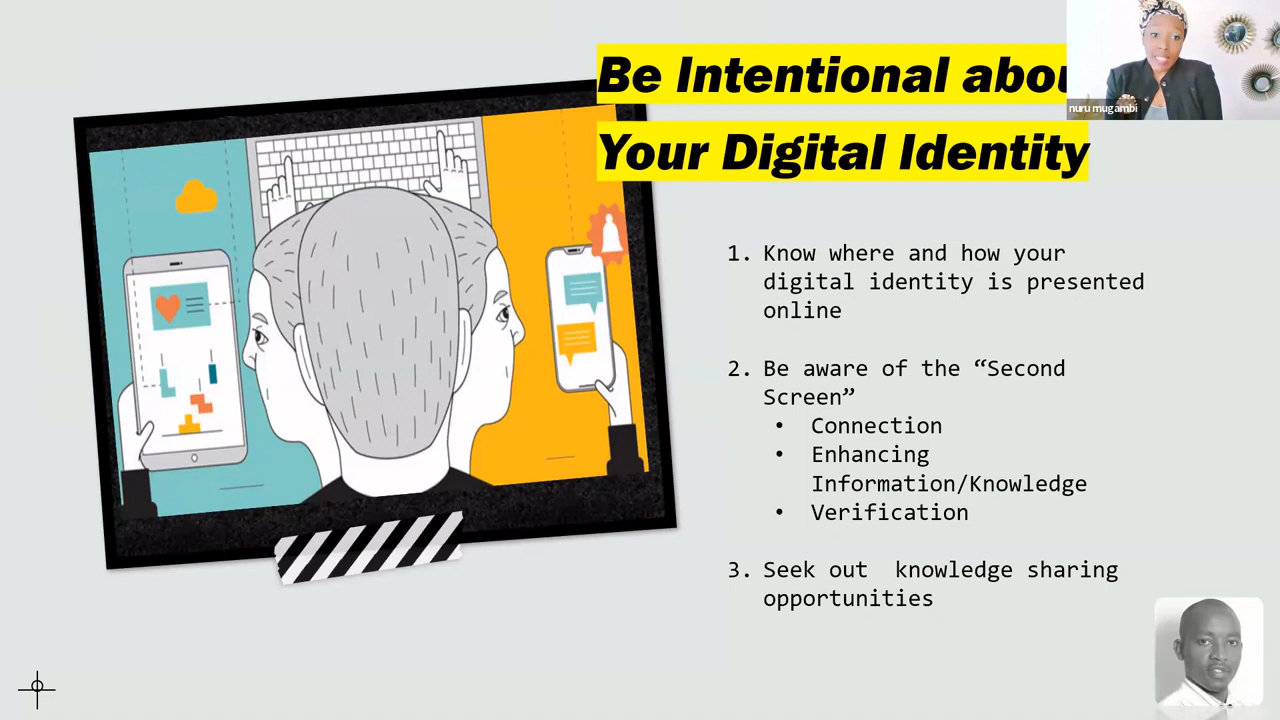 Be Intentional abou
Your Digital Identity
nuru mugambi
1. Know where and how your
digital identity is presented
online
2. Be aware of the “Second
Screen”
• Connection
• Enhancing
Information/Knowledge
• Verification
3. Seek out  knowledge sharing
opportunities